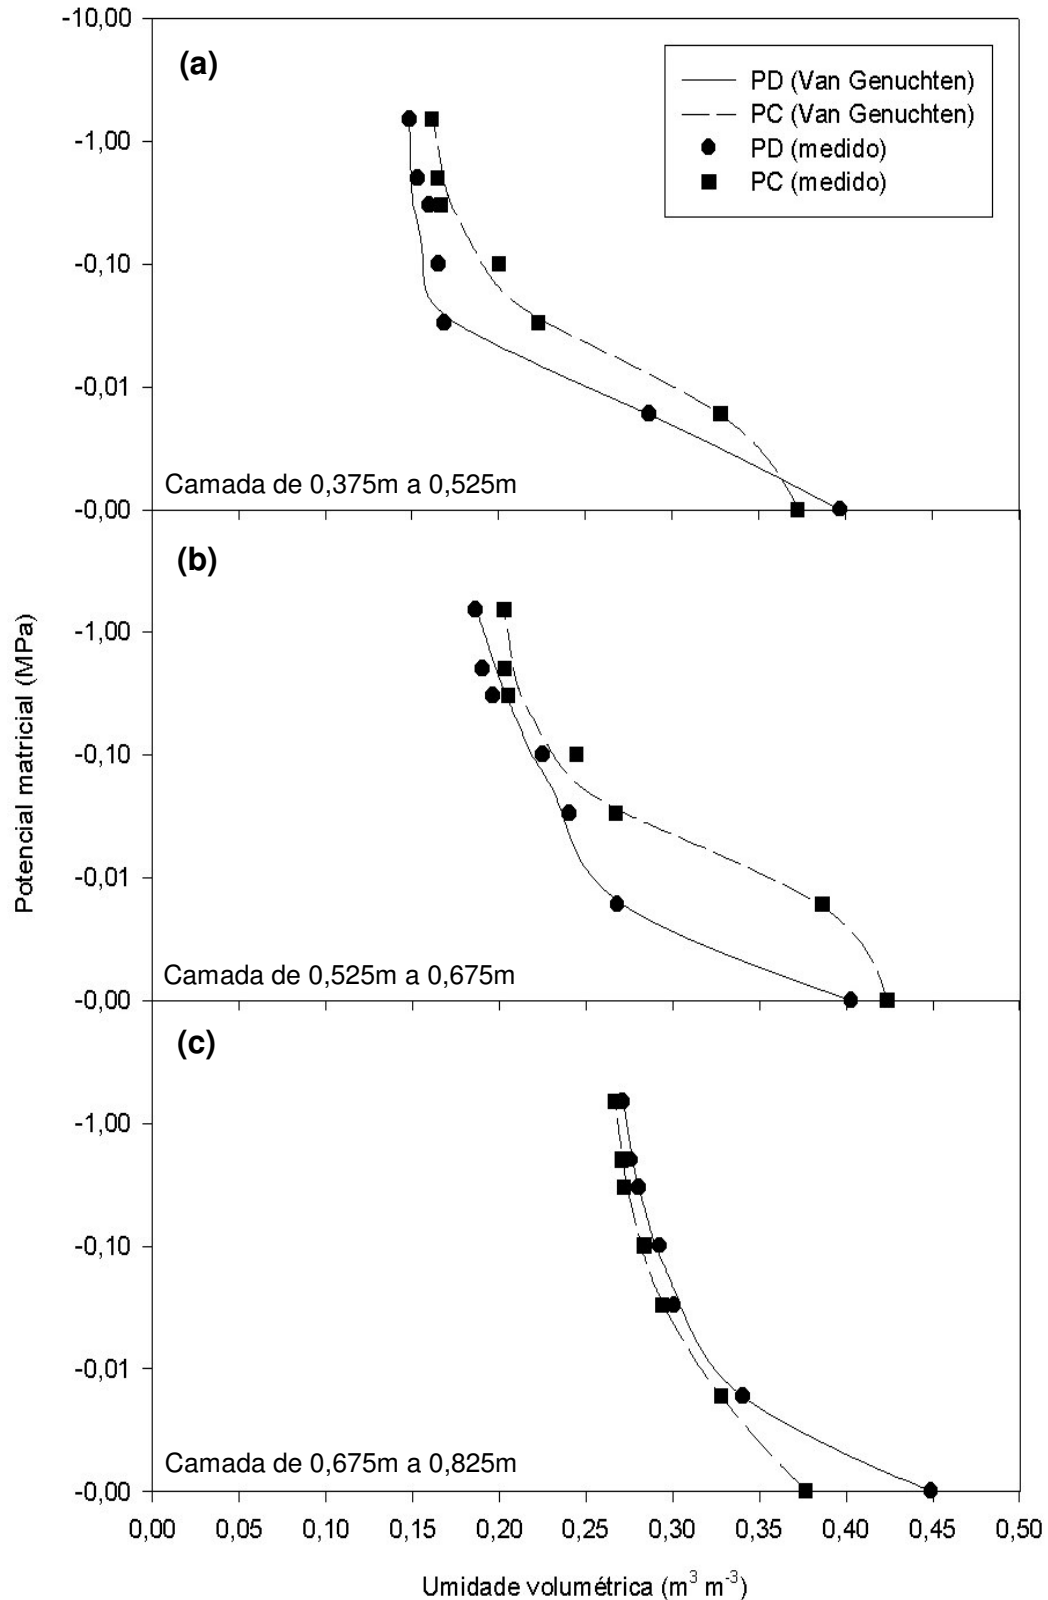 -10,00
(a)
PD (Van Genuchten)
PC (Van Genuchten)
PD (medido)
PC (medido)
-1,00
-0,10
-0,01
Camada de 0,375m a 0,525m
-0,00
(b)
-1,00
-0,10
-0,01
Camada de 0,525m a 0,675m
-0,00
Potencial matricial (MPa)
(c)
-1,00
-0,10
-0,01
Camada de 0,675m a 0,825m
-0,00
0,00 0,05 0,10 0,15 0,20 0,25 0,30 0,35 0,40 0,45 0,50
Umidade volumétrica (m³ m⁻³)